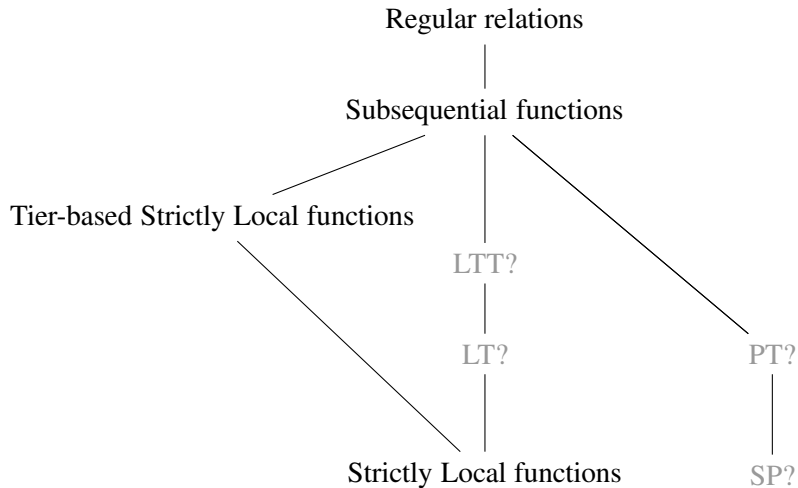 Regular relations
Subsequential functions
Tier-based Strictly Local functions
LTT?
LT?
PT?
Strictly Local functions
SP?